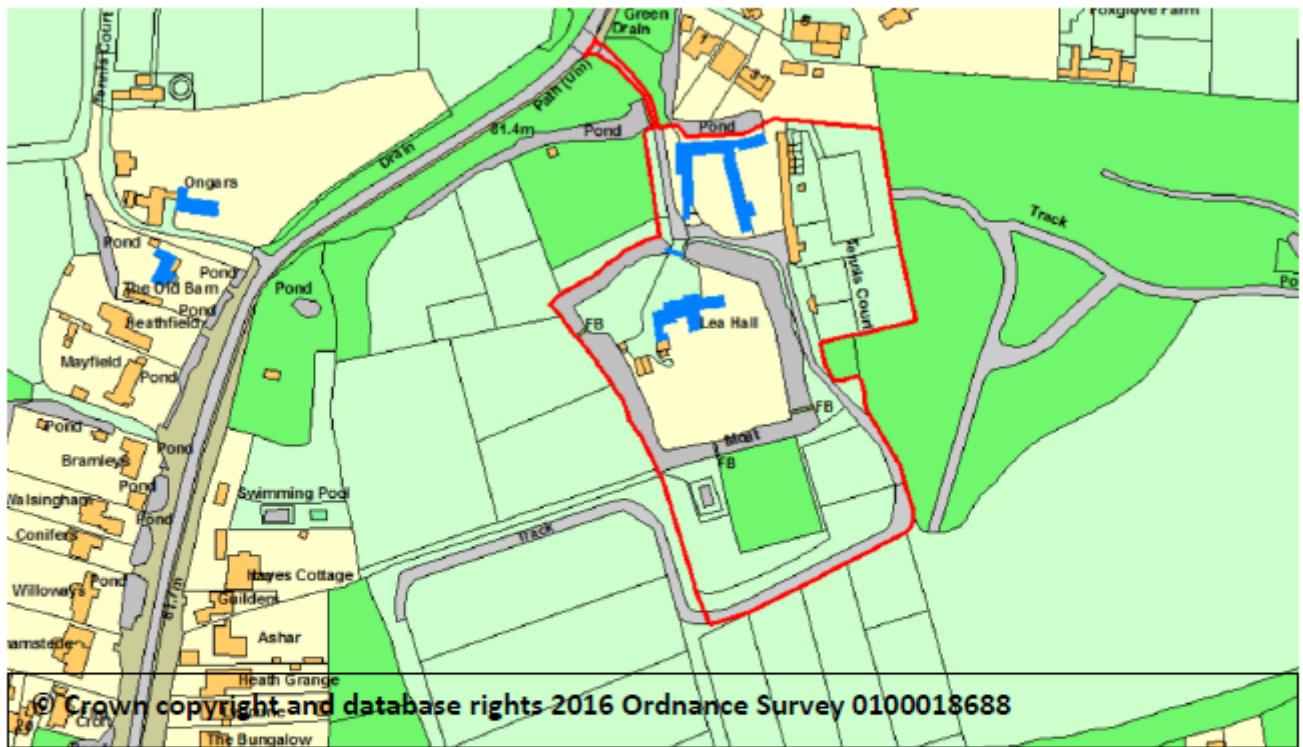 Foxglove Farm
Green
Drain
Tennis Court
1
3
Path (um)
81.4m
Pond
Pond
Drain
Ongars
Track
Pond
The Old Barn
Pond
Pond
Heathfield
Pond
Tennis Court
Lea Hall
FB
Mayfield
Pond
FB
Moat
FB
Pond
Pond
Bramleys
Pond
Walsingham
Swimming Pool
Pond
Conifers
Track
Hayes Cottage
Pond
Willoways
81.7m
Guilders
Ashar
Heath Grange
© Crown copyright and database rights 2016 Ordnance Survey 0100018688
The Bungalow